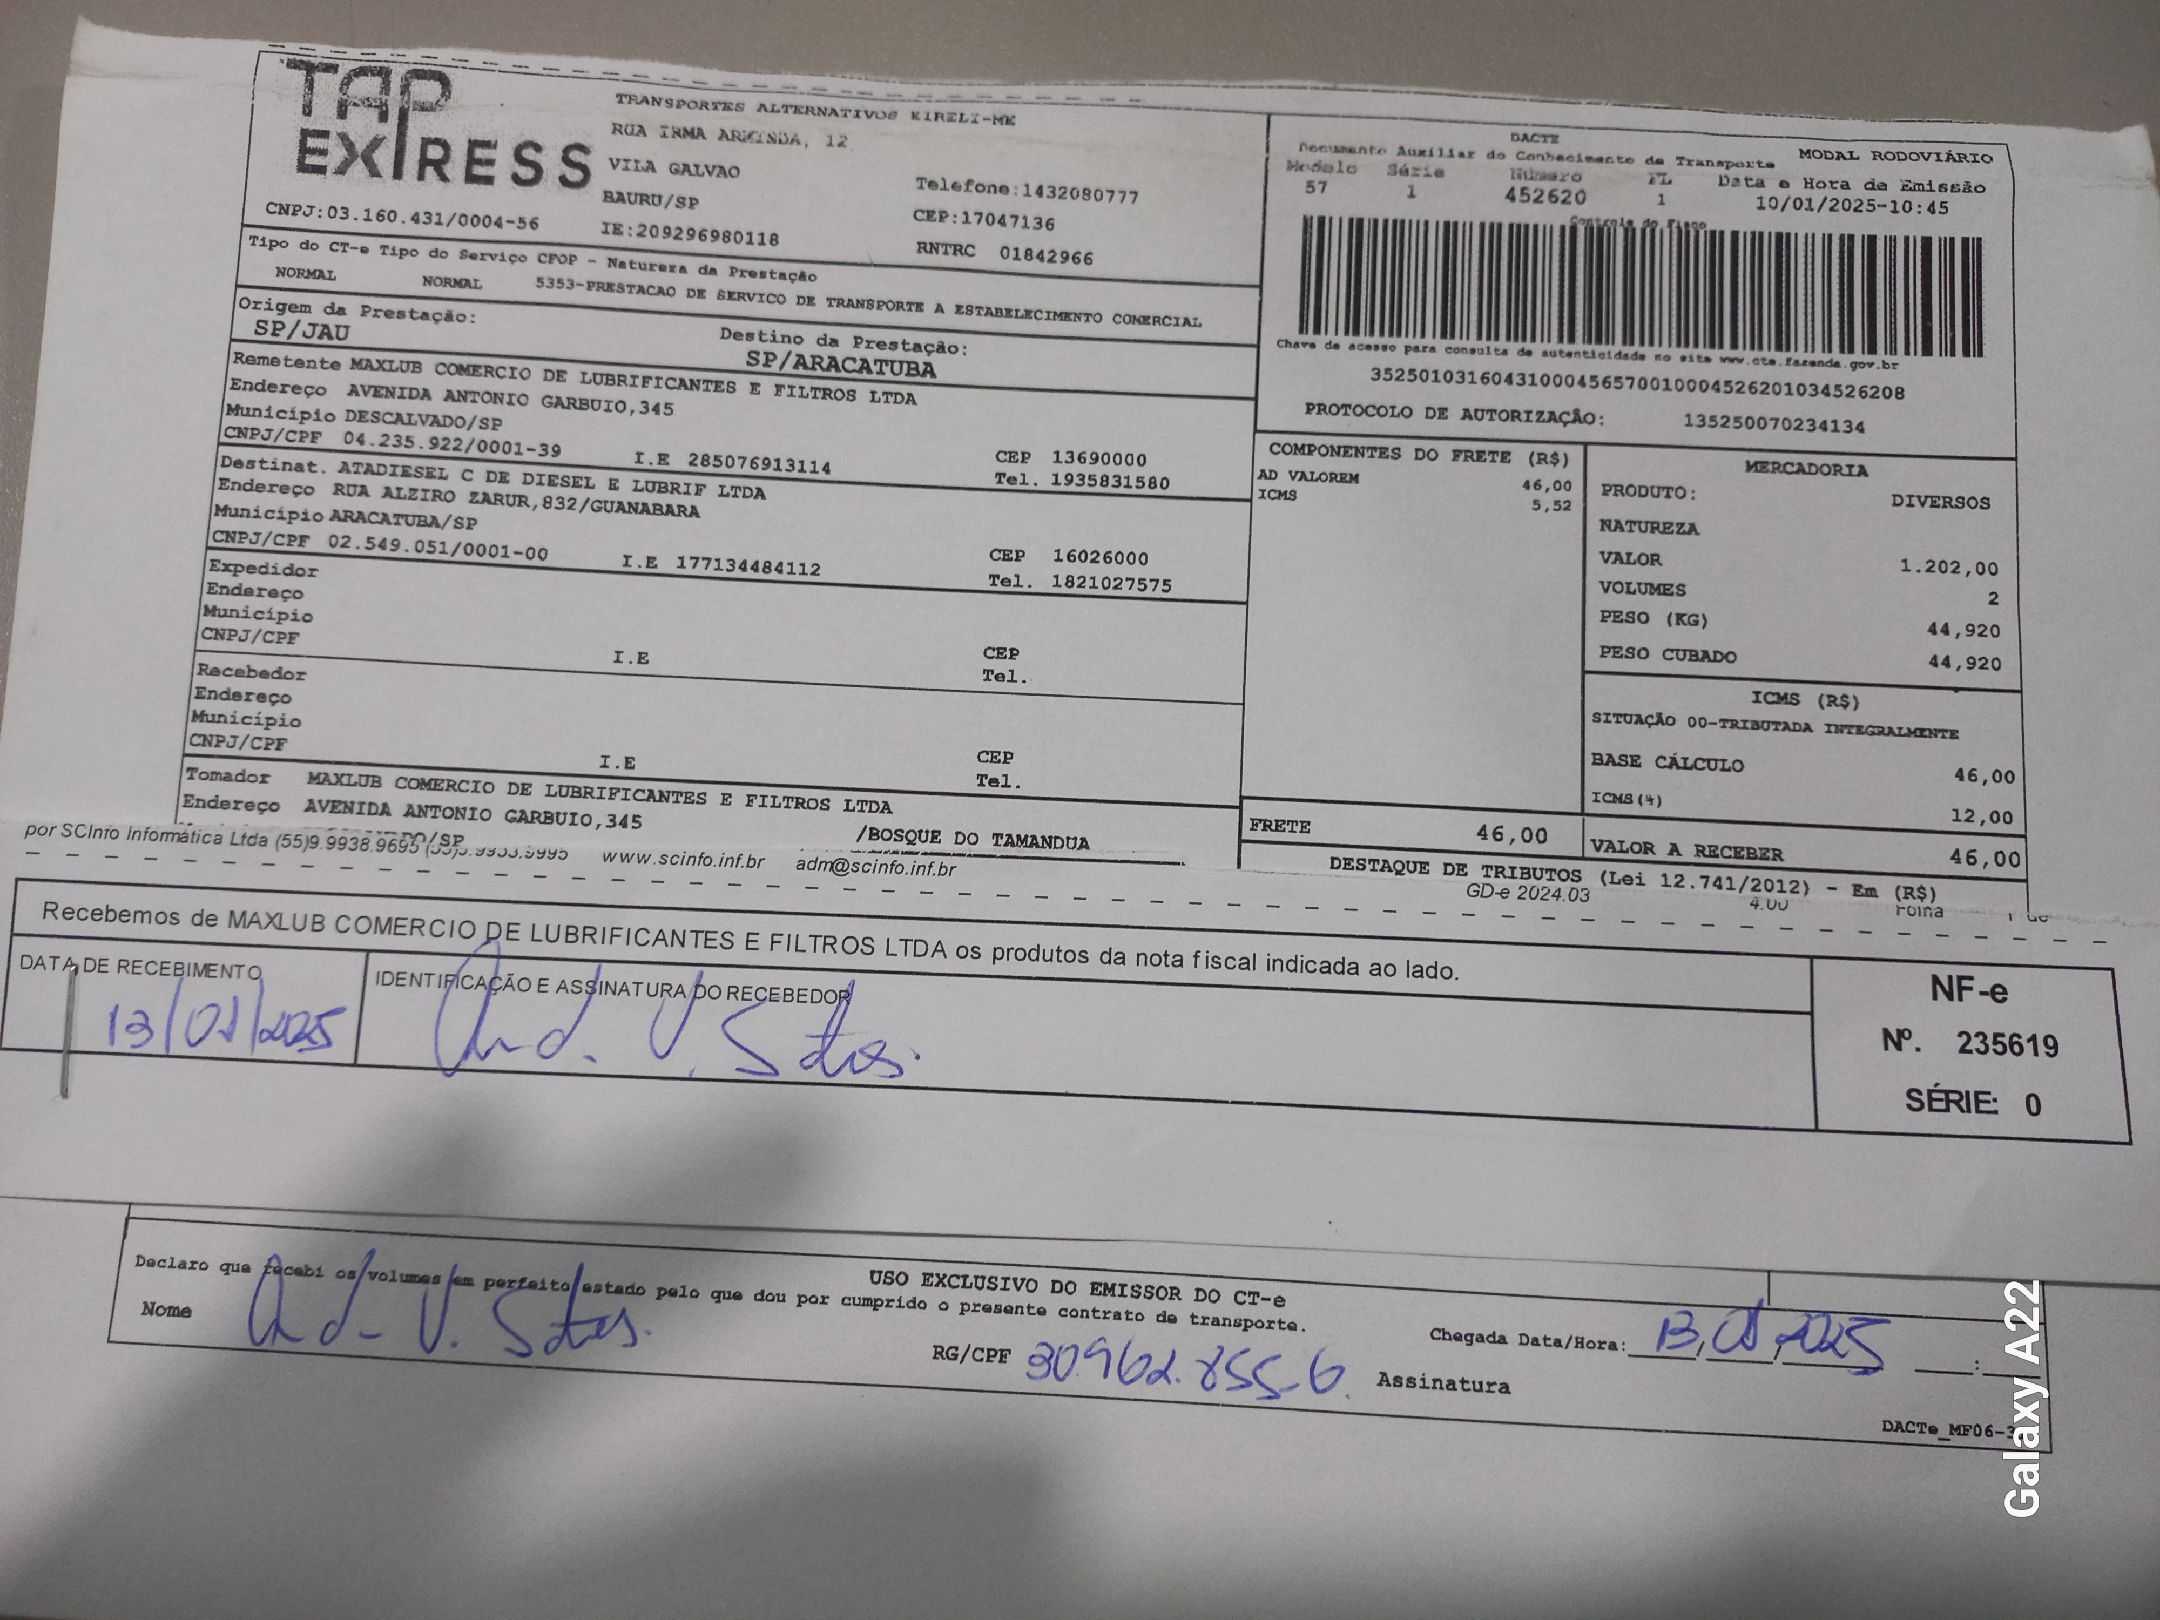 TAP
EXPRESS
TRANSPORTES ALTERNATIVOS EIRELI-ME
RUA IRMA ARMINDA, 12
VILA GALVAO
BAURU/SP
Telefone:1432080777
CEP:17047136
CNPJ:03.160.431/0004-56
IE:209296980118
RNTRC 01842966
DACTE
Documento Auxiliar do Conhecimento de Transporte
MODAL RODOVIÁRIO
Modelo Série Número FL Data e Hora de Emissão
57 1 452620 1 10/01/2025-10:45
Controle do Fisco
Chave de acesso para consulta de autenticidade no site www.cte.fazenda.gov.br
35250103160431000456570010004526201034526208
PROTOCOLO DE AUTORIZAÇÃO: 135250070234134
Tipo do CT-e Tipo do Serviço CFOP - Natureza da Prestação
NORMAL NORMAL 5353-PRESTACAO DE SERVICO DE TRANSPORTE A ESTABELECIMENTO COMERCIAL
Origem da Prestação: Destino da Prestação:
SP/JAU SP/ARACATUBA
Remetente MAXLUB COMERCIO DE LUBRIFICANTES E FILTROS LTDA
Endereço AVENIDA ANTONIO GARBUIO,345
Município DESCALVADO/SP CEP 13690000
CNPJ/CPF 04.235.922/0001-39 I.E 285076913114 Tel. 1935831580
Destinat. ATADIESEL C DE DIESEL E LUBRIF LTDA
Endereço RUA ALZIRO ZARUR,832/GUANABARA
Município ARACATUBA/SP CEP 16026000
CNPJ/CPF 02.549.051/0001-00 I.E 177134484112 Tel. 1821027575
Expedidor
Endereço
Município CEP
CNPJ/CPF I.E Tel.
Recebedor
Endereço
Município CEP
CNPJ/CPF I.E Tel.
Tomador MAXLUB COMERCIO DE LUBRIFICANTES E FILTROS LTDA
Endereço AVENIDA ANTONIO GARBUIO,345 /BOSQUE DO TAMANDUA
COMPONENTES DO FRETE (R$)
AD VALOREM 46,00
ICMS 5,52
FRETE 46,00
MERCADORIA
PRODUTO: DIVERSOS
NATUREZA
VALOR 1.202,00
VOLUMES 2
PESO (KG) 44,920
PESO CUBADO 44,920
ICMS (R$)
SITUAÇÃO 00-TRIBUTADA INTEGRALMENTE
BASE CÁLCULO 46,00
ICMS(%) 12,00
VALOR A RECEBER 46,00
DESTAQUE DE TRIBUTOS (Lei 12.741/2012) - Em (R$)
por SCInfo Informática Ltda (55)9.9938.9695 www.scinfo.inf.br adm@scinfo.inf.br GD-e 2024.03 4.00 Folha
Recebemos de MAXLUB COMERCIO DE LUBRIFICANTES E FILTROS LTDA os produtos da nota fiscal indicada ao lado.
DATA DE RECEBIMENTO IDENTIFICAÇÃO E ASSINATURA DO RECEBEDOR
13/01/2025
NF-e
Nº. 235619
SÉRIE: 0
USO EXCLUSIVO DO EMISSOR DO CT-e
Declaro que recebi os volumes em perfeito estado pelo que dou por cumprido o presente contrato de transporte.
Nome
RG/CPF 30962.855-6. Assinatura
Chegada Data/Hora: 13, 01, 2025 :
Galaxy A22